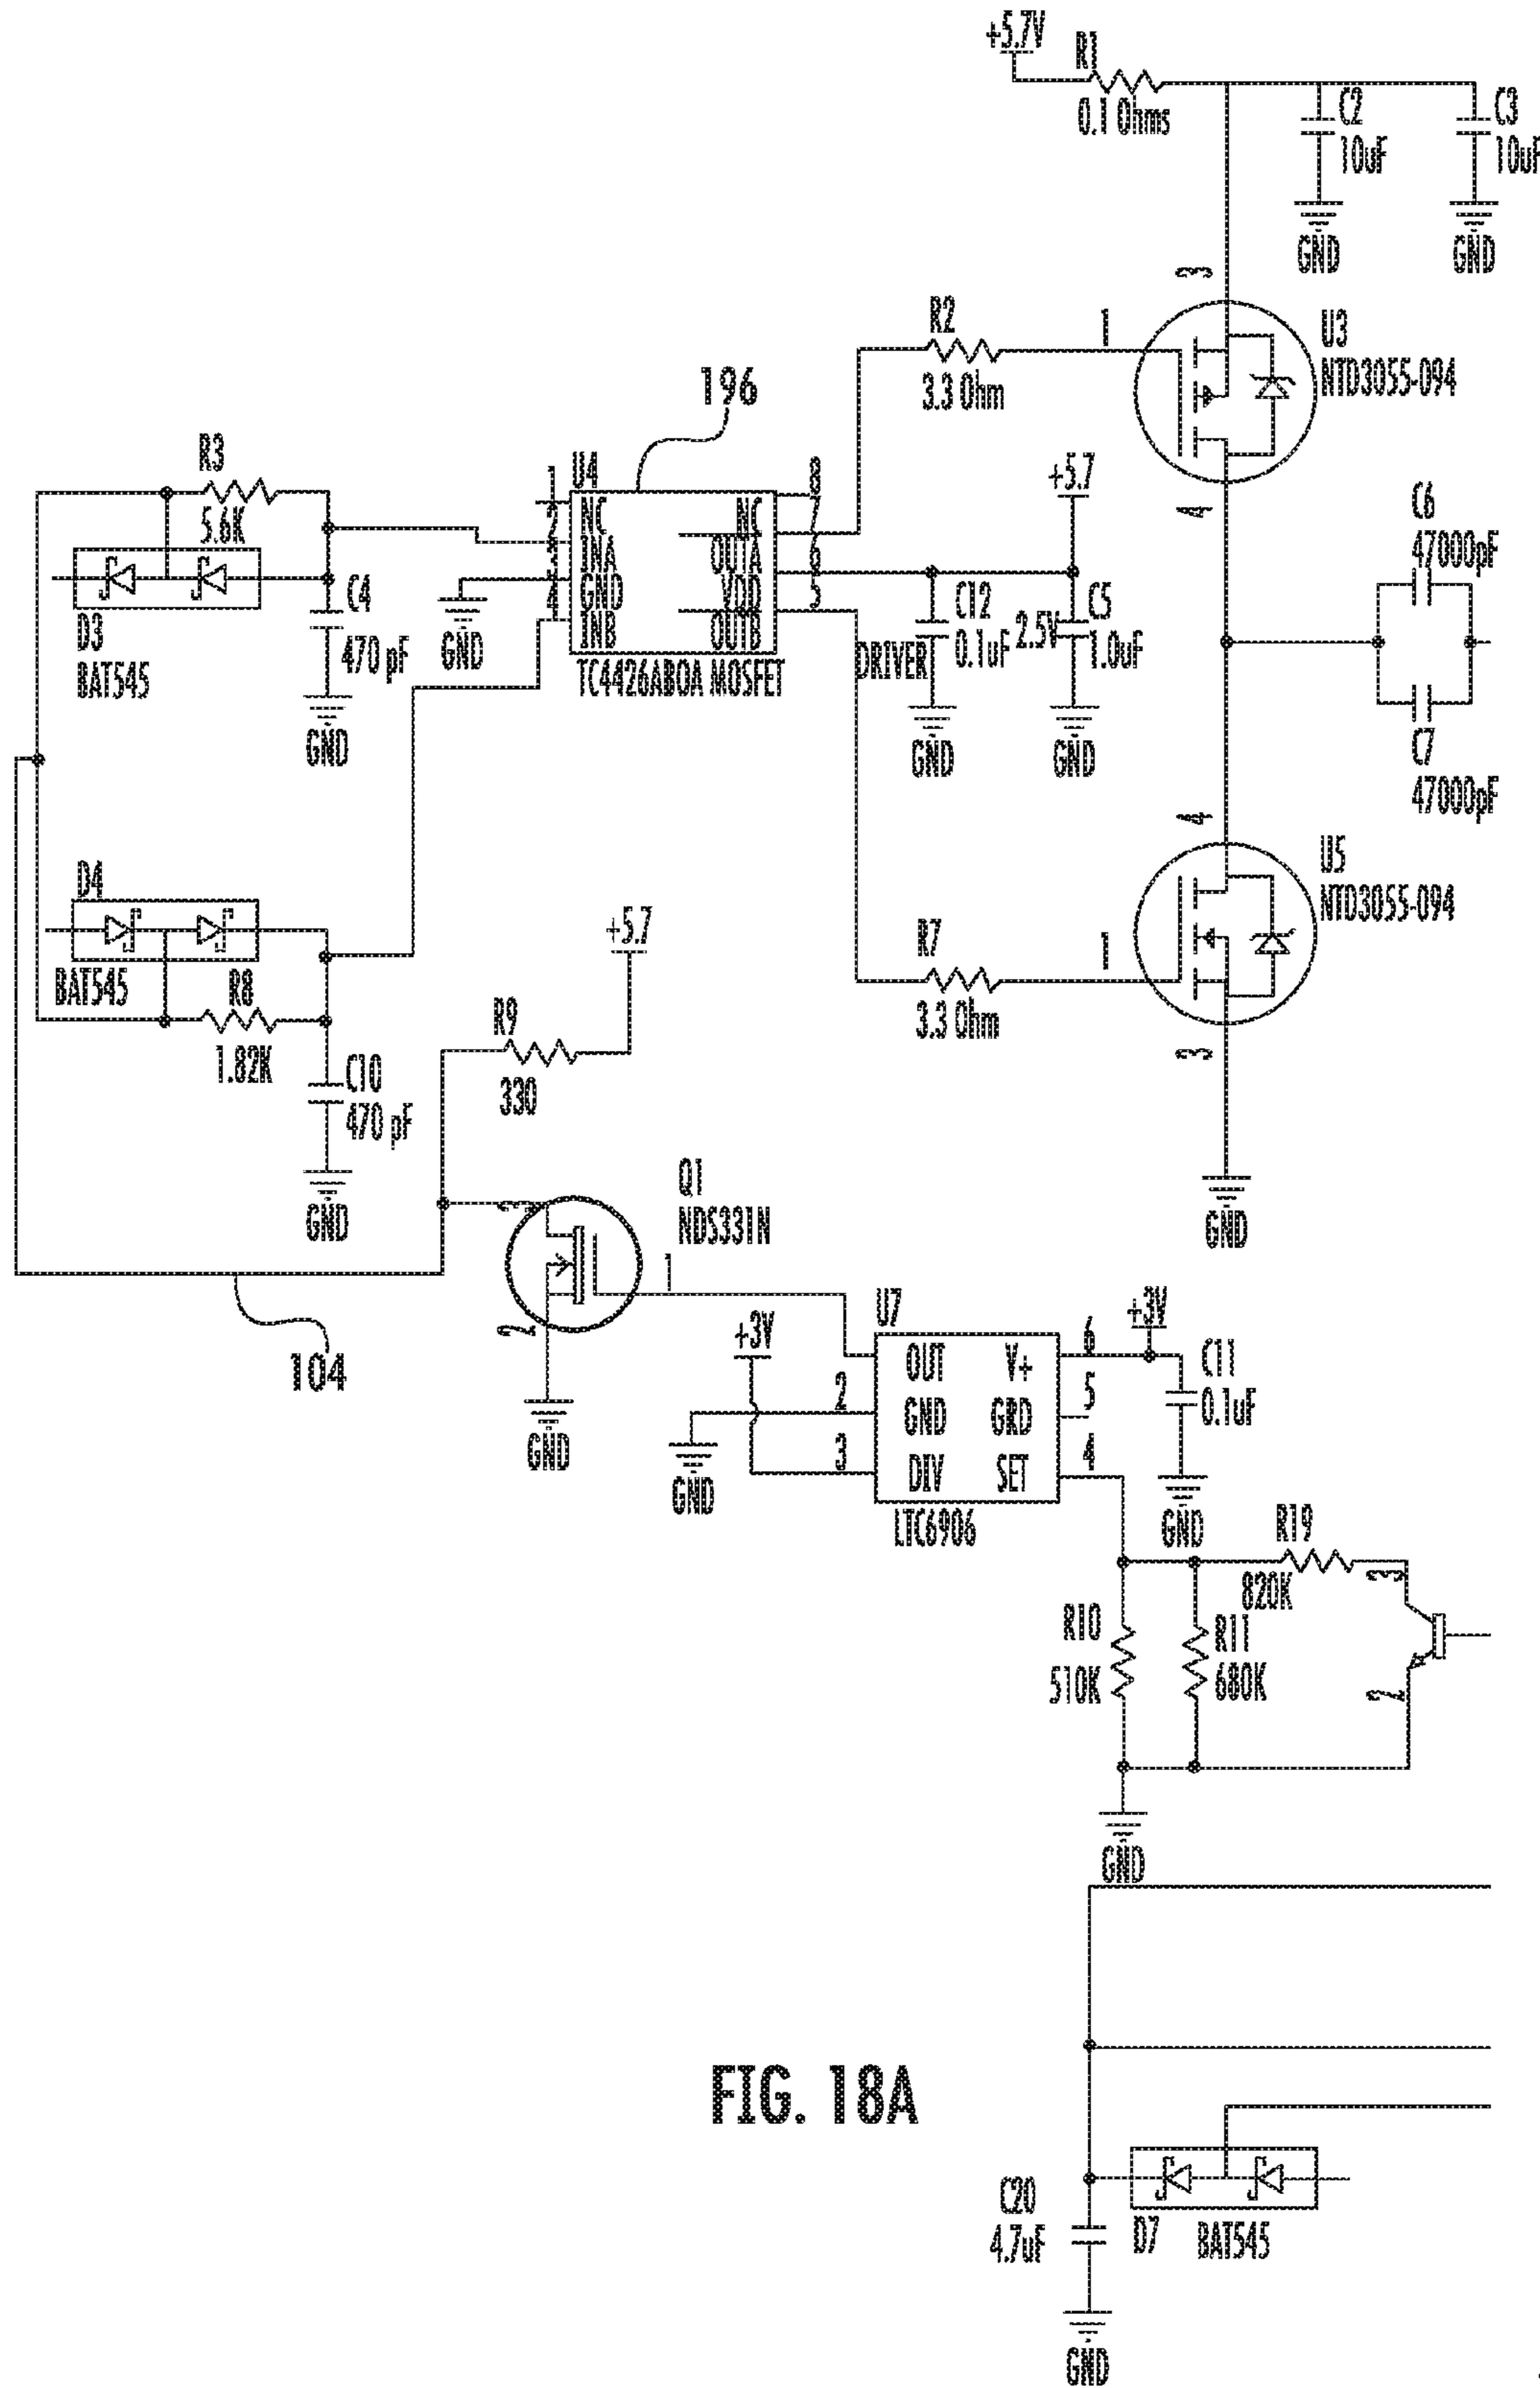 +5.7V
R1
0.1 Ohms
C2
10uF
C3
10uF
GND
GND
3
R2
3.3 Ohm
1
U3
NTD3055-094
196
4
R3
5.6K
D3
BAT545
C4
470 pF
GND
GND
U4
1
2
3
4
NC
INA
GND
INB
NC
OUTA
VDD
OUTB
8
7
6
5
TC4426ABOA MOSFET
DRIVER
+5.7
C12
0.1uF
2.5V
C5
1.0uF
GND
GND
C6
47000pF
C7
47000pF
4
D4
BAT545
R8
1.82K
C10
470 pF
GND
+5.7
R9
330
R7
3.3 Ohm
1
U5
NTD3055-094
3
GND
Q1
NDS331N
1
2
GND
104
+3V
U7
OUT
GND
DIV
V+
GRD
SET
2
3
6
5
4
LTC6906
GND
+3V
C11
0.1uF
GND
R19
820K
3
R10
510K
R11
680K
2
GND
FIG. 18A
C20
4.7uF
D7
BAT545
GND